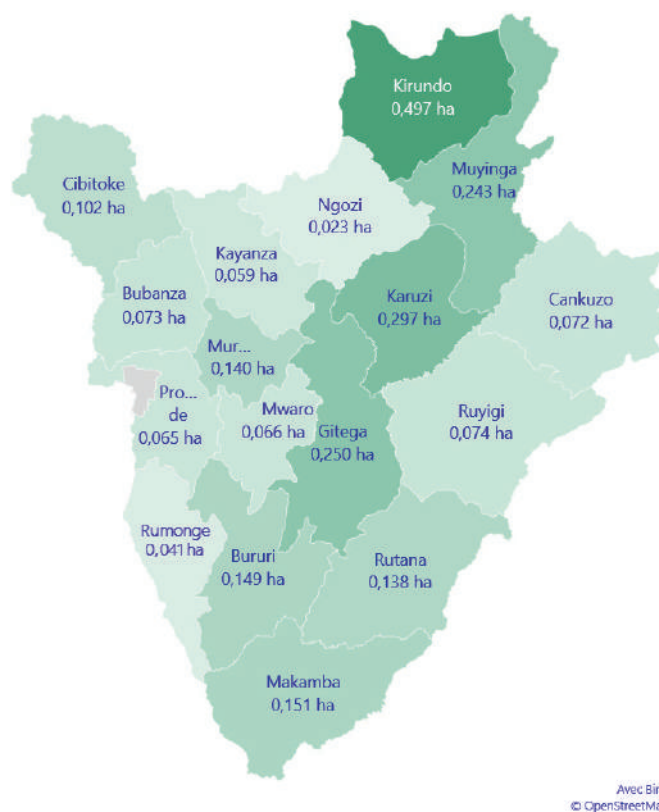 Kirundo
0,497 ha
Muyinga
0,243 ha
Cibitoke
0,102 ha
Ngozi
0,023 ha
Kayanza
0,059 ha
Bubanza
0,073 ha
Karuzi
0,297 ha
Cankuzo
0,072 ha
Mur...
0,140 ha
Pro...
de
0,065 ha
Mwaro
0,066 ha
Gitega
0,250 ha
Ruyigi
0,074 ha
Rumonge
0,041 ha
Bururi
0,149 ha
Rutana
0,138 ha
Makamba
0,151 ha
Avec Bin
© OpenStreetMa